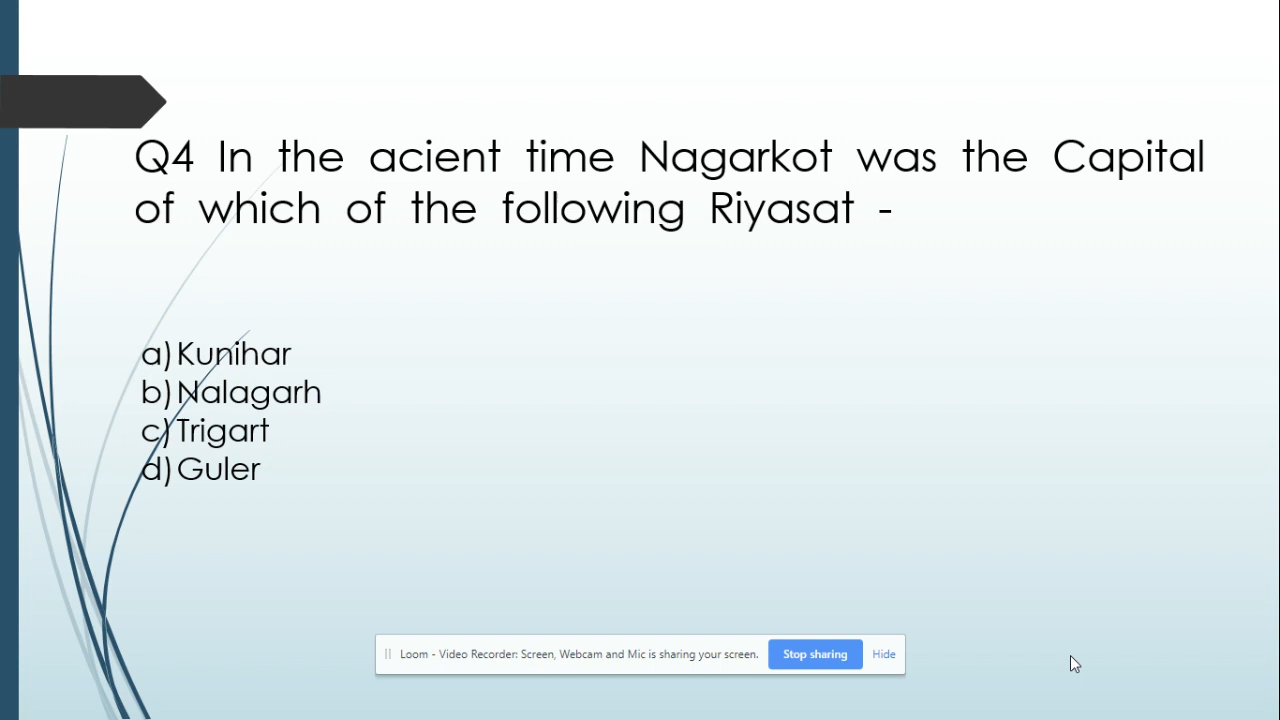 Q4 In the acient time Nagarkot was the Capital
of which of the following Riyasat -
a) Kunihar
b) Nalagarh
c) Trigart
d) Guler
Loom - Video Recorder: Screen, Webcam and Mic is sharing your screen. Stop sharing Hide